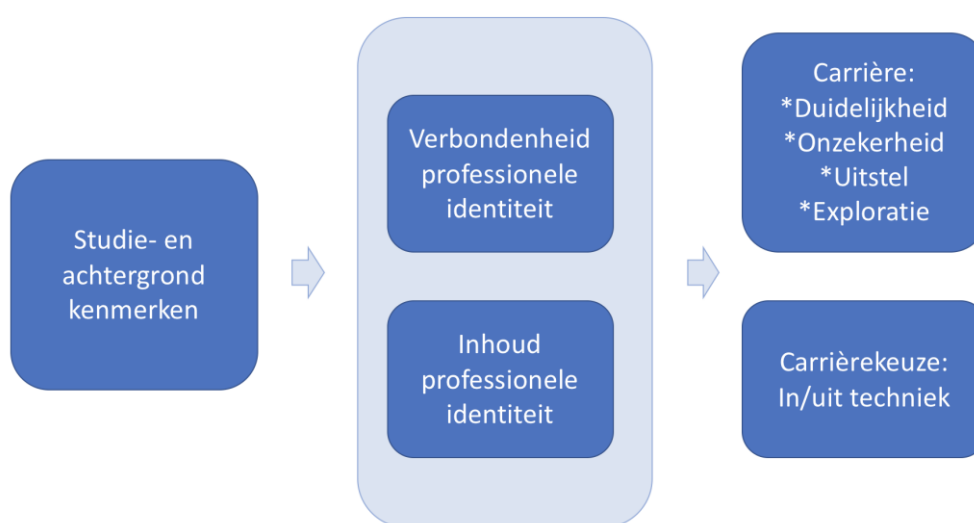 Studie- en
achtergrond
kenmerken
Verbondenheid
professionele
identiteit
Inhoud
professionele
identiteit
Carrière:
*Duidelijkheid
*Onzekerheid
*Uitstel
*Exploratie
Carrièrekeuze:
In/uit techniek